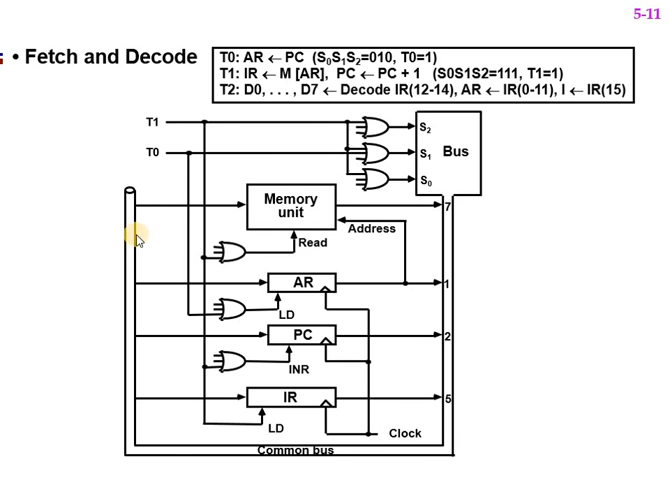 5-11
• Fetch and Decode
T0: AR ← PC (S₀S₁S₂=010, T0=1)
T1: IR ← M [AR], PC ← PC + 1 (S0S1S2=111, T1=1)
T2: D0, . . . , D7 ← Decode IR(12-14), AR ← IR(0-11), I ← IR(15)
T1
S₂
T0
S₁ Bus
S₀
Memory
unit
7
Address
Read
AR
1
LD
PC
2
INR
IR
5
LD
Clock
Common bus